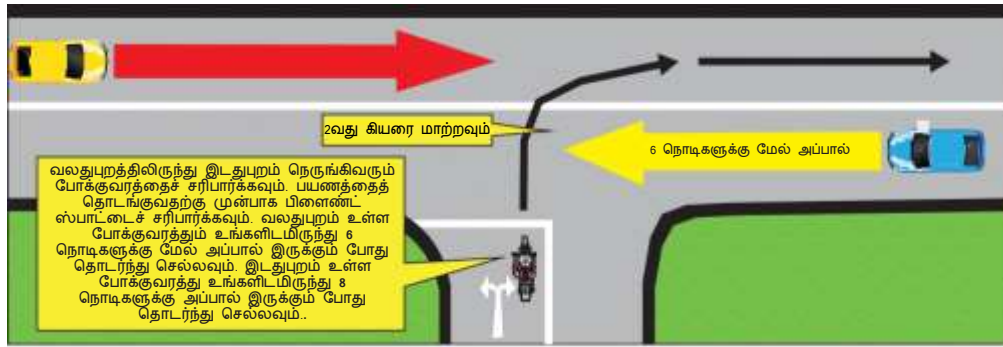 2வது கியரை மாற்றவும்
6 நொடிகளுக்கு மேல் அப்பால்
வலதுபுறத்திலிருந்து இடதுபுறம் நெருங்கிவரும்
போக்குவரத்தைச் சரிபார்க்கவும். பயணத்தைத்
தொடங்குவதற்கு முன்பாக பிளைண்ட்
ஸ்பாட்டைச் சரிபார்க்கவும். வலதுபுறம் உள்ள
போக்குவரத்தும் உங்களிடமிருந்து 6
நொடிகளுக்கு மேல் அப்பால் இருக்கும் போது
தொடர்ந்து செல்லவும். இடதுபுறம் உள்ள
போக்குவரத்து உங்களிடமிருந்து 8
நொடிகளுக்கு அப்பால் இருக்கும் போது
தொடர்ந்து செல்லவும்..